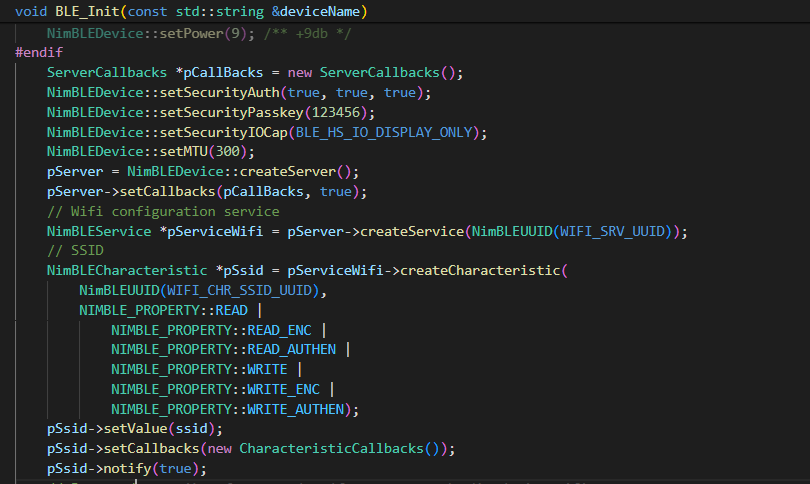 void BLE_Init(const std::string &deviceName)
NimBLEDevice::setPower(9); /** +9db */
#endif
ServerCallbacks *pCallBacks = new ServerCallbacks();
NimBLEDevice::setSecurityAuth(true, true, true);
NimBLEDevice::setSecurityPasskey(123456);
NimBLEDevice::setSecurityIOCap(BLE_HS_IO_DISPLAY_ONLY);
NimBLEDevice::setMTU(300);
pServer = NimBLEDevice::createServer();
pServer->setCallbacks(pCallBacks, true);
// Wifi configuration service
NimBLEService *pServiceWifi = pServer->createService(NimBLEUUID(WIFI_SRV_UUID));
// SSID
NimBLECharacteristic *pSsid = pServiceWifi->createCharacteristic(
NimBLEUUID(WIFI_CHR_SSID_UUID),
NIMBLE_PROPERTY::READ |
NIMBLE_PROPERTY::READ_ENC |
NIMBLE_PROPERTY::READ_AUTHEN |
NIMBLE_PROPERTY::WRITE |
NIMBLE_PROPERTY::WRITE_ENC |
NIMBLE_PROPERTY::WRITE_AUTHEN);
pSsid->setValue(ssid);
pSsid->setCallbacks(new CharacteristicCallbacks());
pSsid->notify(true);